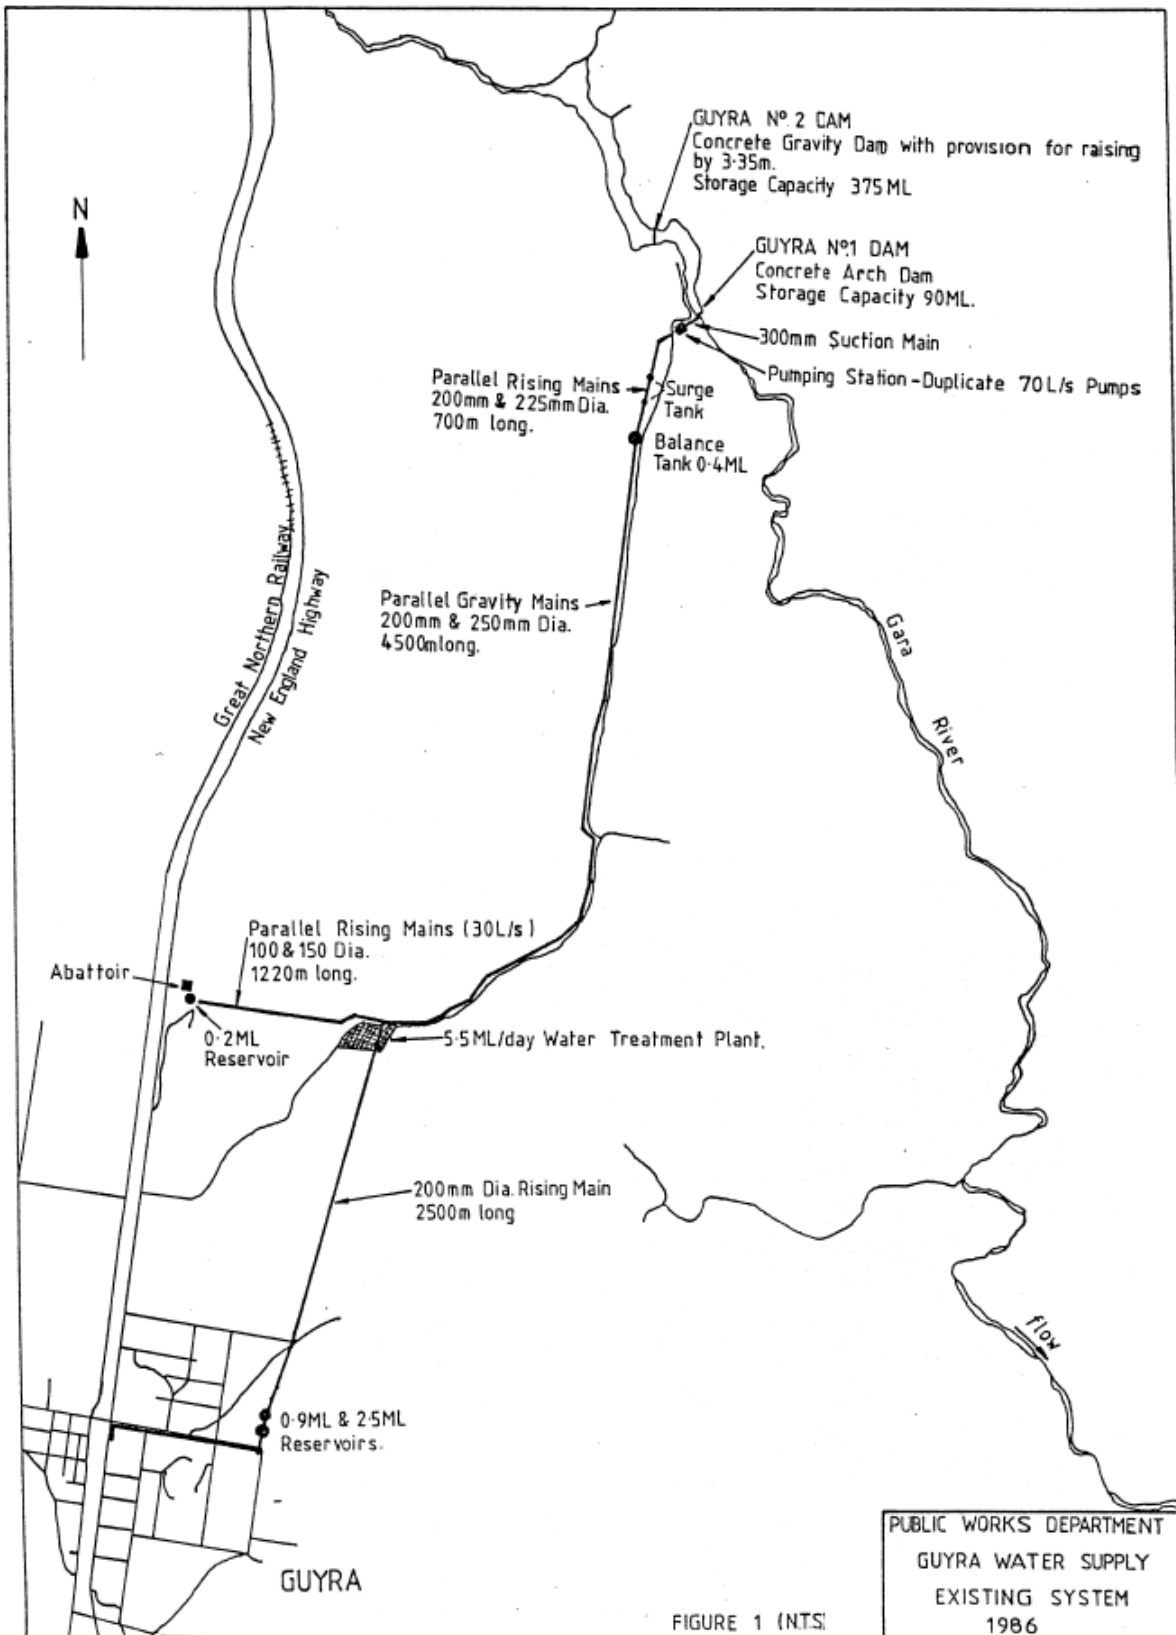 GUYRA Nº 2 DAM
Concrete Gravity Dam with provision for raising
by 3·35m.
Storage Capacity 375 ML
N
GUYRA Nº1 DAM
Concrete Arch Dam
Storage Capacity 90ML.
300mm Suction Main
Pumping Station - Duplicate 70 L/s Pumps
Parallel Rising Mains
200mm & 225mm Dia.
700m long.
Surge
Tank
Balance
Tank 0·4ML
Great Northern Railway
New England Highway
Parallel Gravity Mains
200mm & 250mm Dia.
4500m long.
Gara
River
Parallel Rising Mains (30L/s)
100 & 150 Dia.
1220m long.
Abattoir
0·2ML
Reservoir
5·5 ML/day Water Treatment Plant.
200mm Dia. Rising Main
2500m long
flow
0·9ML & 2·5ML
Reservoirs.
GUYRA
FIGURE 1 (N.T.S.
PUBLIC WORKS DEPARTMENT
GUYRA WATER SUPPLY
EXISTING SYSTEM
1986